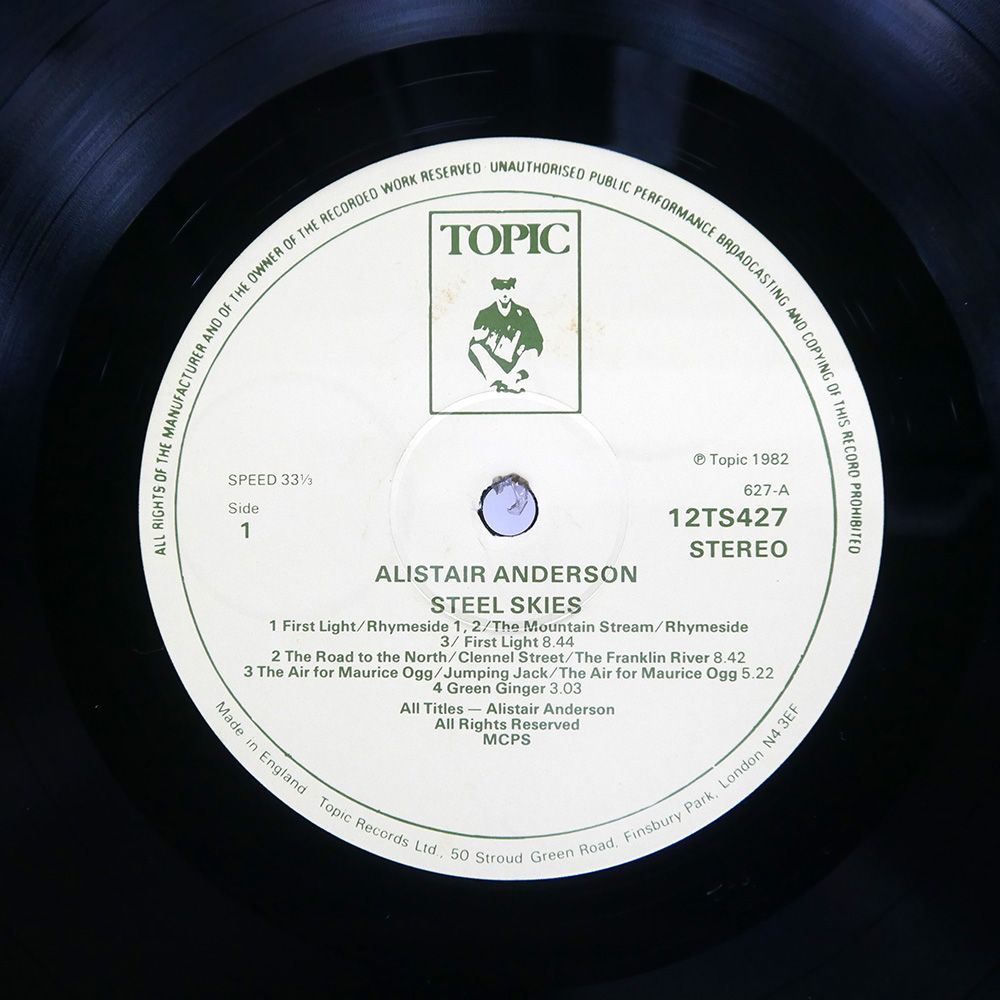 ALL RIGHTS OF THE MANUFACTURER AND OF THE OWNER OF THE RECORDED WORK RESERVED · UNAUTHORISED PUBLIC PERFORMANCE BROADCASTING AND COPYING OF THIS RECORD PROHIBITED
TOPIC
℗ Topic 1982
SPEED 33⅓
627-A
Side
1
12TS427
STEREO
ALISTAIR ANDERSON
STEEL SKIES
1 First Light/Rhymeside 1, 2/The Mountain Stream/Rhymeside
3/ First Light 8.44
2 The Road to the North/Clennel Street/The Franklin River 8.42
3 The Air for Maurice Ogg/Jumping Jack/The Air for Maurice Ogg 5.22
4 Green Ginger 3.03
All Titles — Alistair Anderson
All Rights Reserved
MCPS
Made in England Topic Records Ltd., 50 Stroud Green Road, Finsbury Park, London N4 3EF